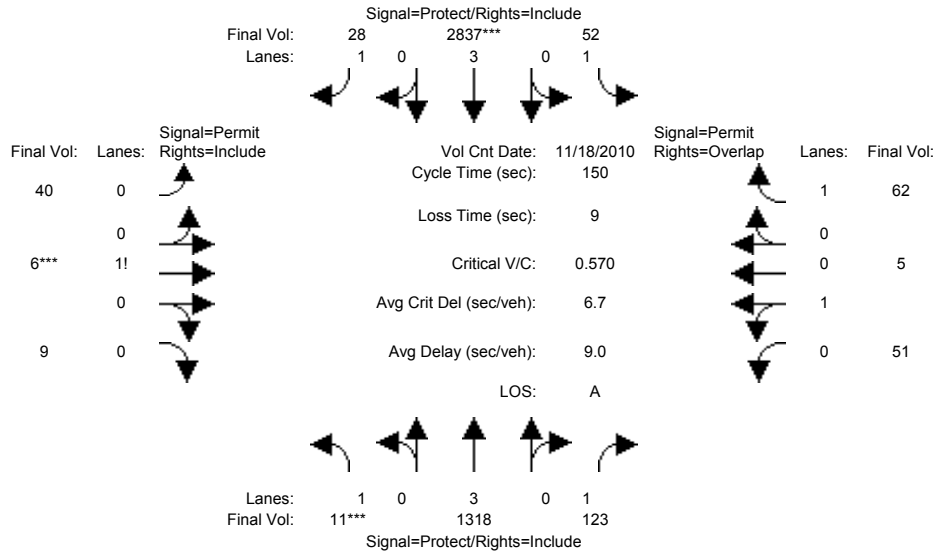 Signal=Protect/Rights=Include
Final Vol: 28 2837*** 52
Lanes: 1 0 3 0 1
Signal=Permit Signal=Permit
Final Vol: Lanes: Rights=Include Vol Cnt Date: 11/18/2010 Rights=Overlap Lanes: Final Vol:
Cycle Time (sec): 150
40 0 1 62
Loss Time (sec): 9
0 0
6*** 1! Critical V/C: 0.570 0 5
0 Avg Crit Del (sec/veh): 6.7 1
9 0 Avg Delay (sec/veh): 9.0 0 51
LOS: A
Lanes: 1 0 3 0 1
Final Vol: 11*** 1318 123
Signal=Protect/Rights=Include